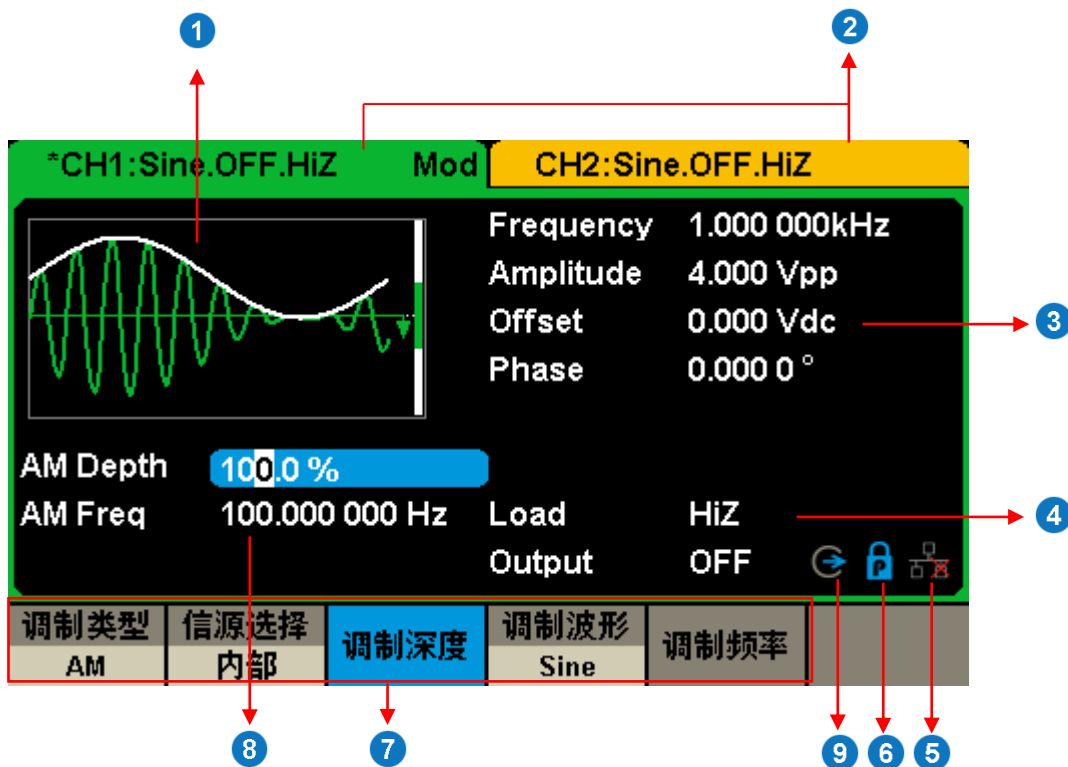 1
2
*CH1:Sine.OFF.HiZ Mod
CH2:Sine.OFF.HiZ
Frequency 1.000 000kHz
Amplitude 4.000 Vpp
Offset 0.000 Vdc
3
Phase 0.000 0 °
AM Depth 100.0 %
AM Freq 100.000 000 Hz
Load HiZ
4
Output OFF
P
调制类型
AM
信源选择
内部
调制深度
调制波形
Sine
调制频率
8
7
9
6
5